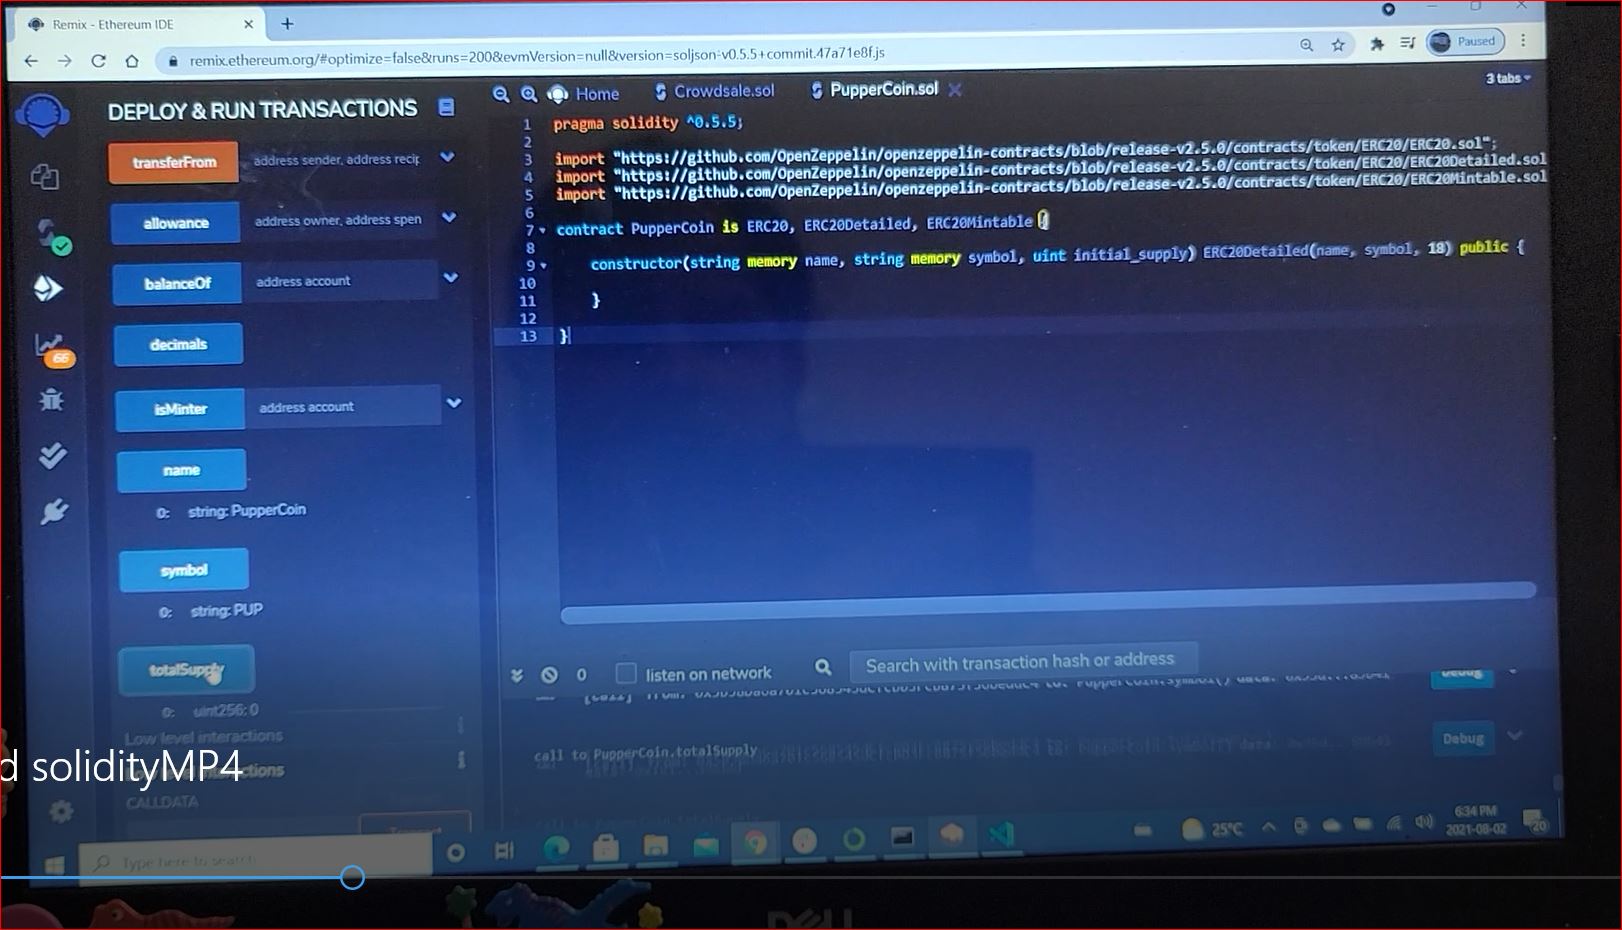 Remix - Ethereum IDE
remix.ethereum.org/#optimize=false&runs=200&evmVersion=null&version=soljson-v0.5.5+commit.47a71e8f.js
Paused
DEPLOY & RUN TRANSACTIONS
Home
Crowdsale.sol
PupperCoin.sol
3 tabs
transferFrom
address sender, address recip
allowance
address owner, address spen
balanceOf
address account
decimals
isMinter
address account
name
0: string: PupperCoin
symbol
0: string: PUP
totalSupply
0: uint256: 0
Low level interactions
CALLDATA
66
1 pragma solidity ^0.5.5;
2
3 import "https://github.com/OpenZeppelin/openzeppelin-contracts/blob/release-v2.5.0/contracts/token/ERC20/ERC20.sol";
4 import "https://github.com/OpenZeppelin/openzeppelin-contracts/blob/release-v2.5.0/contracts/token/ERC20/ERC20Detailed.sol
5 import "https://github.com/OpenZeppelin/openzeppelin-contracts/blob/release-v2.5.0/contracts/token/ERC20/ERC20Mintable.sol
6
7 contract PupperCoin is ERC20, ERC20Detailed, ERC20Mintable {
8
9 constructor(string memory name, string memory symbol, uint initial_supply) ERC20Detailed(name, symbol, 18) public {
10
11 }
12
13 }
0
listen on network
Search with transaction hash or address
Debug
call to PupperCoin.totalSupply
Debug
d solidityMP4
Type here to search
25°C
6:34 PM
2021-08-02
20
DELL